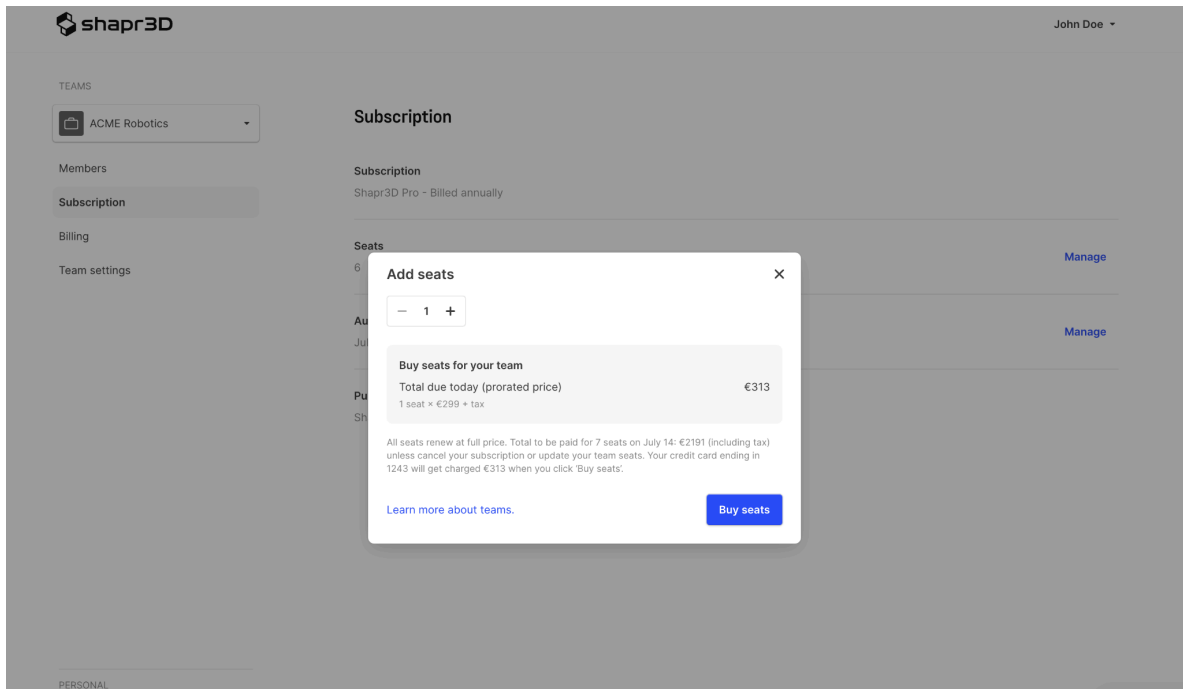 shapr3D
John Doe
TEAMS
ACME Robotics
Members
Subscription
Billing
Team settings
PERSONAL
Subscription
Subscription
Shapr3D Pro - Billed annually
Seats
6
Manage
Au
Jul
Manage
Pu
Sh
Add seats
1
Buy seats for your team
Total due today (prorated price) €313
1 seat × €299 + tax
All seats renew at full price. Total to be paid for 7 seats on July 14: €2191 (including tax)
unless cancel your subscription or update your team seats. Your credit card ending in
1243 will get charged €313 when you click ‘Buy seats’.
Learn more about teams.
Buy seats